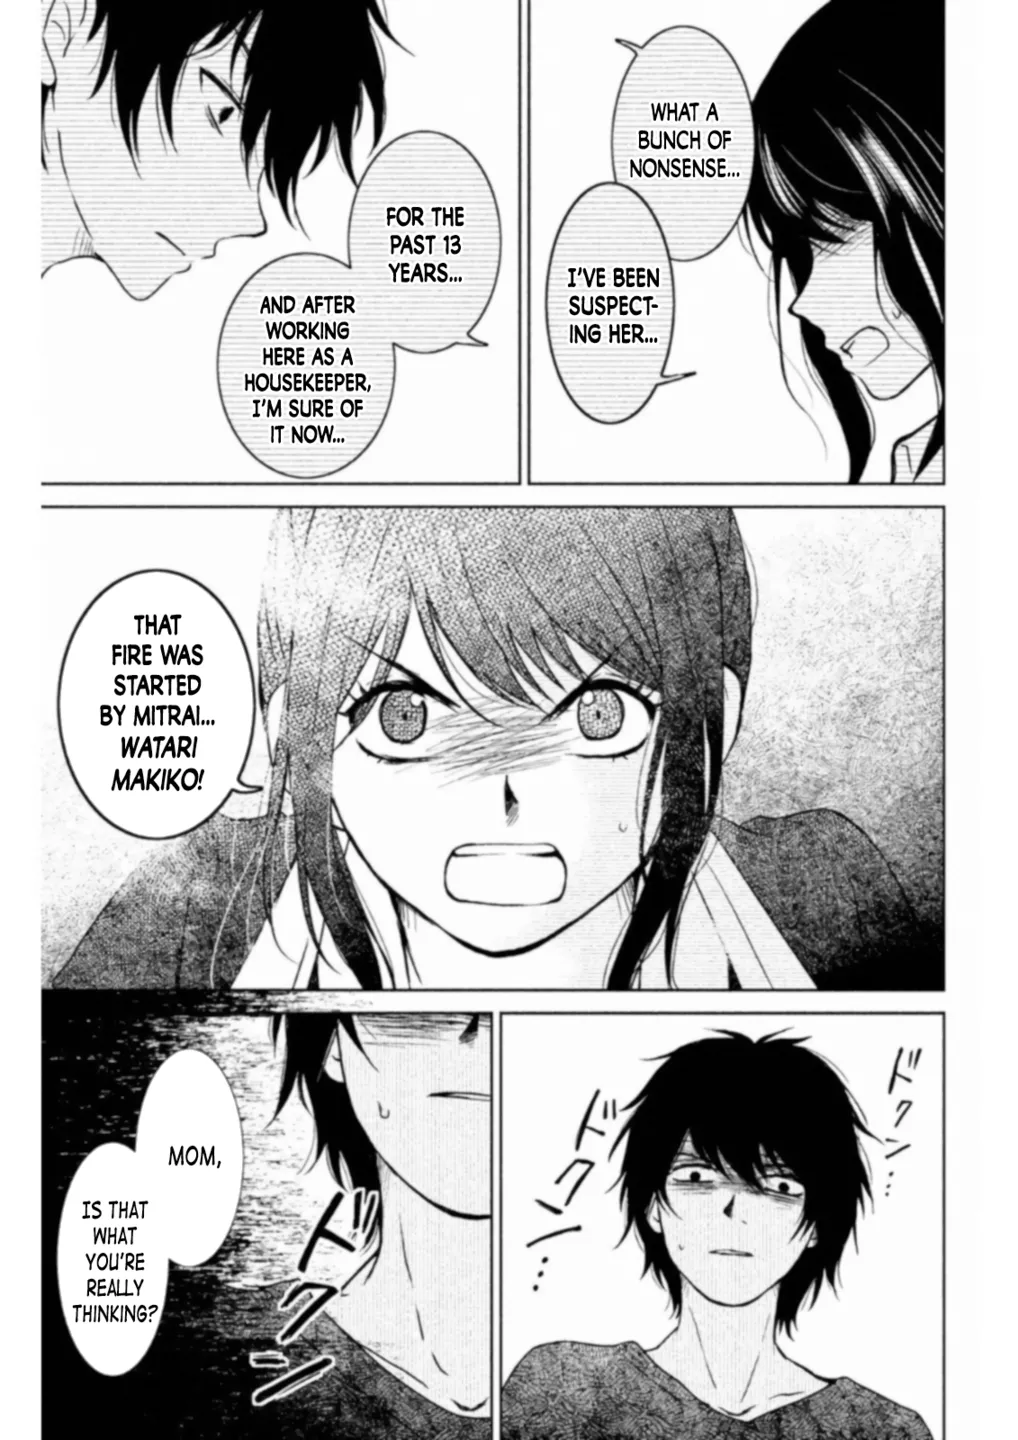 WHAT A
BUNCH OF
NONSENSE...
I'VE BEEN
SUSPECT-
ING HER...
FOR THE
PAST 13
YEARS...
AND AFTER
WORKING
HERE AS A
HOUSEKEEPER,
I'M SURE OF
IT NOW...
THAT
FIRE WAS
STARTED
BY MITRAI...
WATARI
MAKIKO!
ドクン...
ドクン...
MOM,
IS THAT
WHAT
YOU'RE
REALLY
THINKING?
ドクン